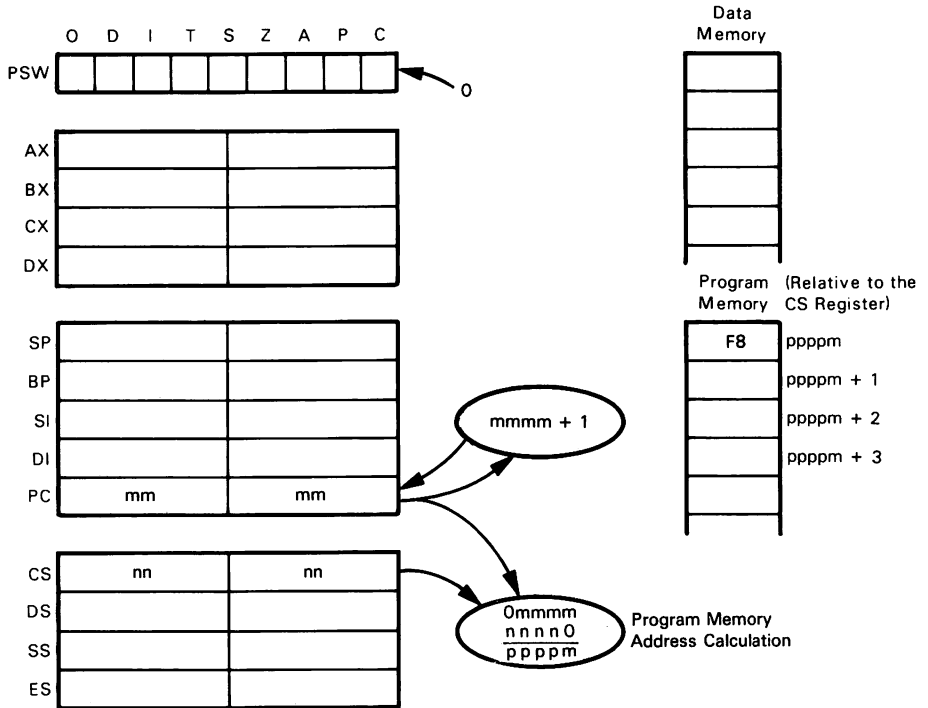 O D I T S Z A P C
PSW
0
AX
BX
CX
DX
SP
BP
SI
DI
PC mm mm
mmmm + 1
CS nn nn
DS
SS
ES
0mmmm
nnnn0
ppppm
Program Memory
Address Calculation
Data
Memory
Program
Memory
(Relative to the
CS Register)
F8 ppppm
ppppm + 1
ppppm + 2
ppppm + 3